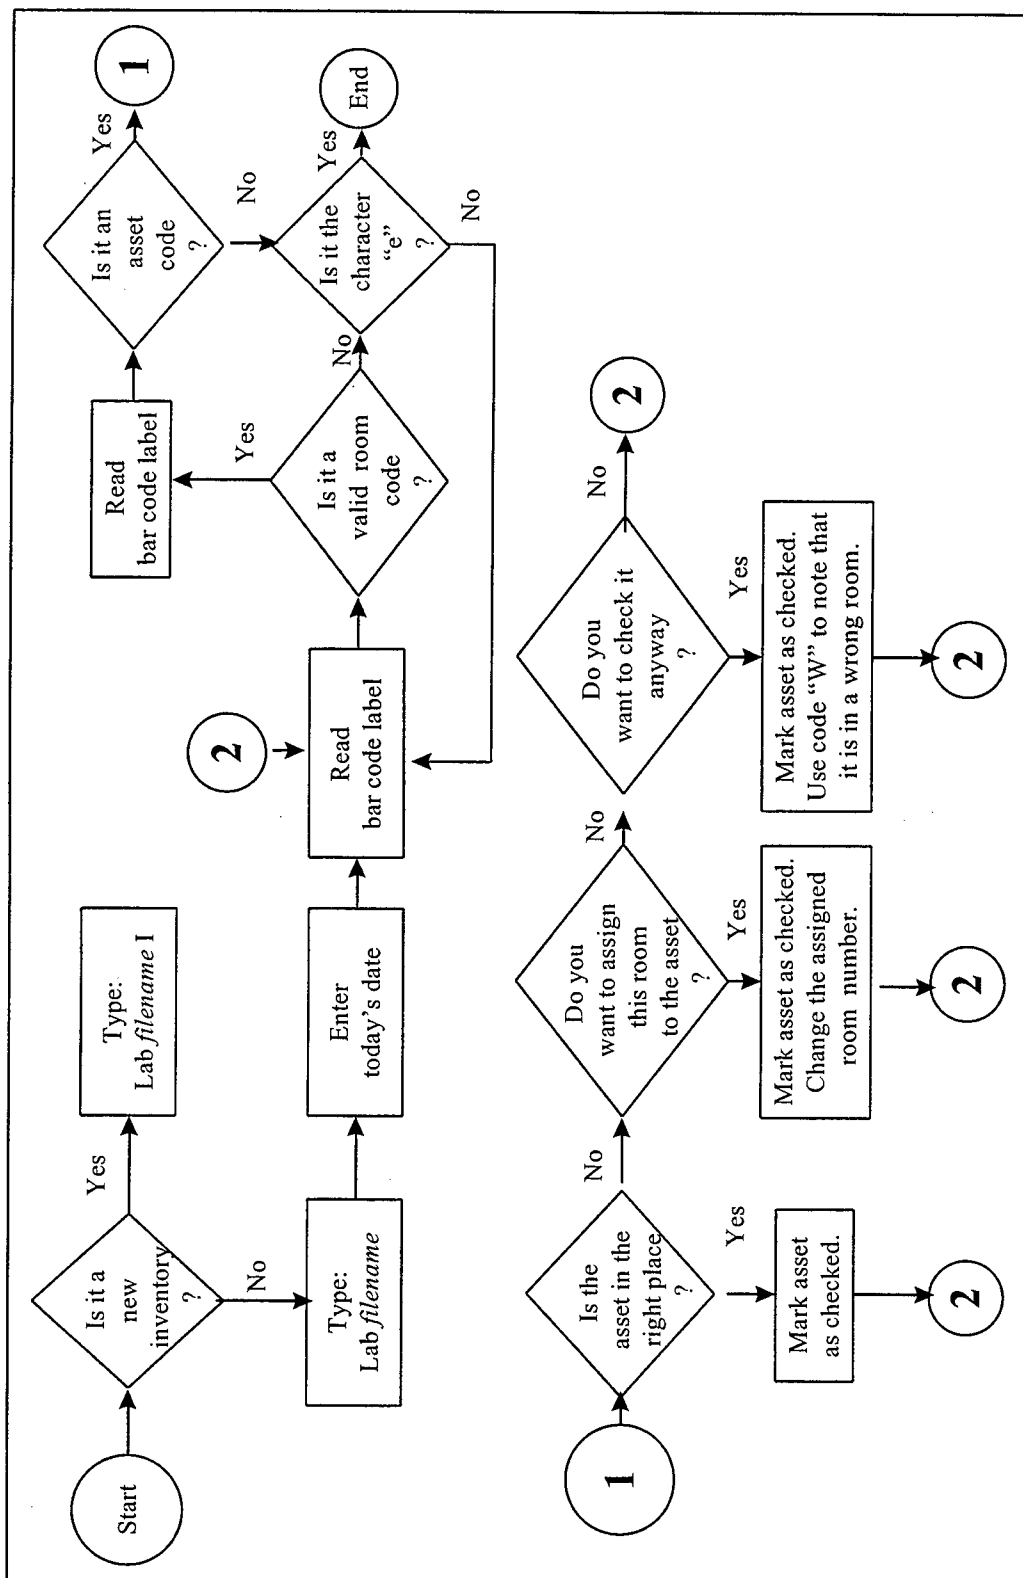 Start
Is it a
new
inventory
?
Yes
Type:
Lab filename I
No
Type:
Lab filename
Enter
today's date
2
Read
bar code label
Is it a
valid room
code
?
Yes
Read
bar code label
Is it an
asset
code
?
Yes
1
No
No
Is it the
character
“e”
?
Yes
End
No
1
Is the
asset in the
right place
?
Yes
Mark asset
as checked.
2
No
Do you
want to assign
this room
to the asset
?
Yes
Mark asset as checked.
Change the assigned
room number.
2
No
Do you
want to check it
anyway
?
No
2
Yes
Mark asset as checked.
Use code “W” to note that
it is in a wrong room.
2